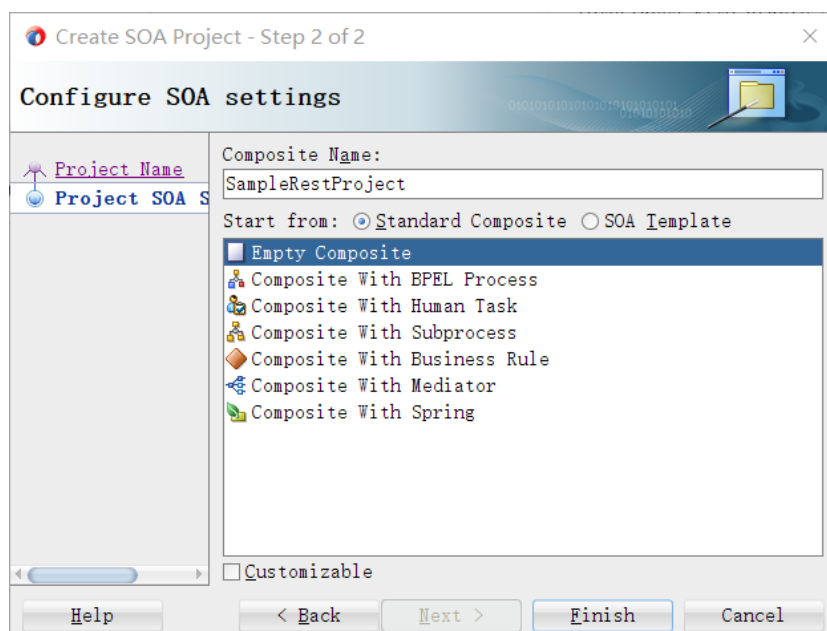 Create SOA Project - Step 2 of 2
Configure SOA settings
Project Name
Project SOA S
Composite Name:
SampleRestProject
Start from: Standard Composite SOA Template
Empty Composite
Composite With BPEL Process
Composite With Human Task
Composite With Subprocess
Composite With Business Rule
Composite With Mediator
Composite With Spring
Customizable
Help < Back Next > Finish Cancel